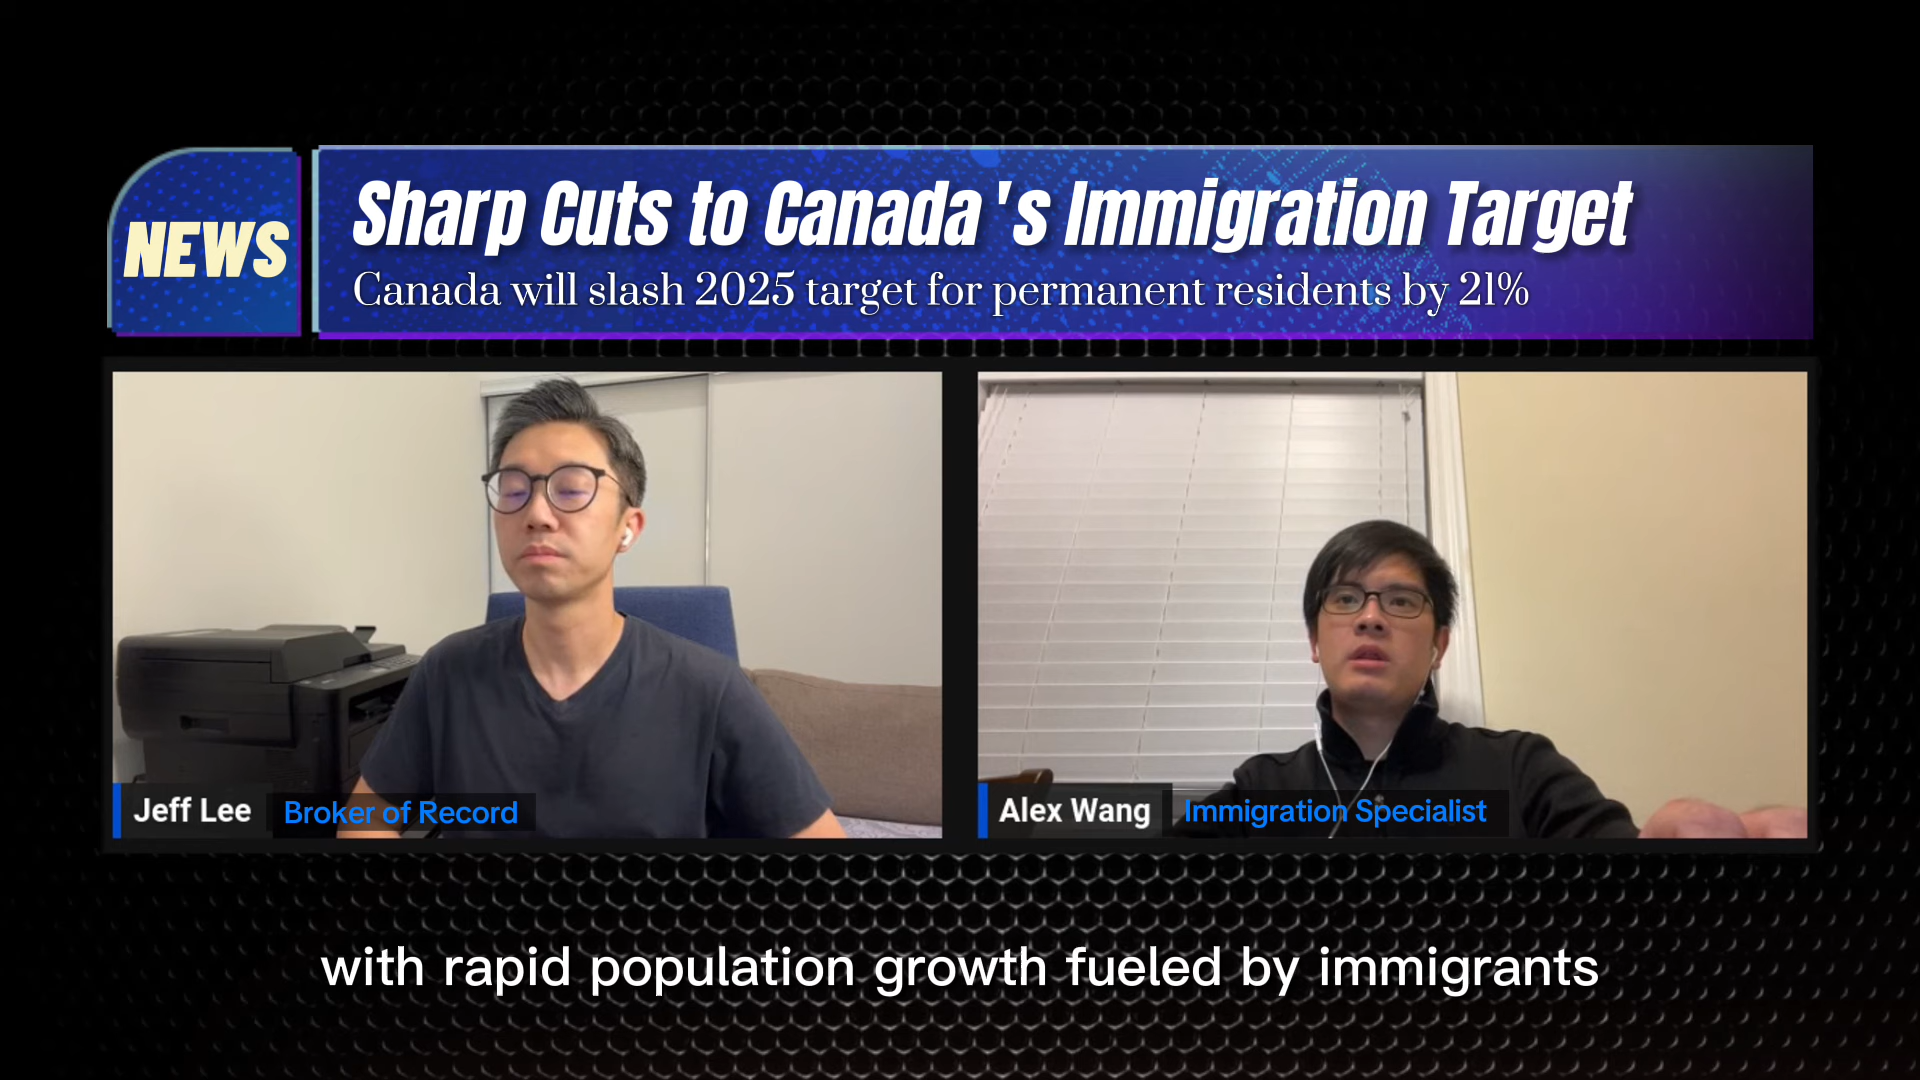 NEWS
Sharp Cuts to Canada's Immigration Target
Canada will slash 2025 target for permanent residents by 21%
Jeff Lee
Broker of Record
Alex Wang
Immigration Specialist
with rapid population growth fueled by immigrants